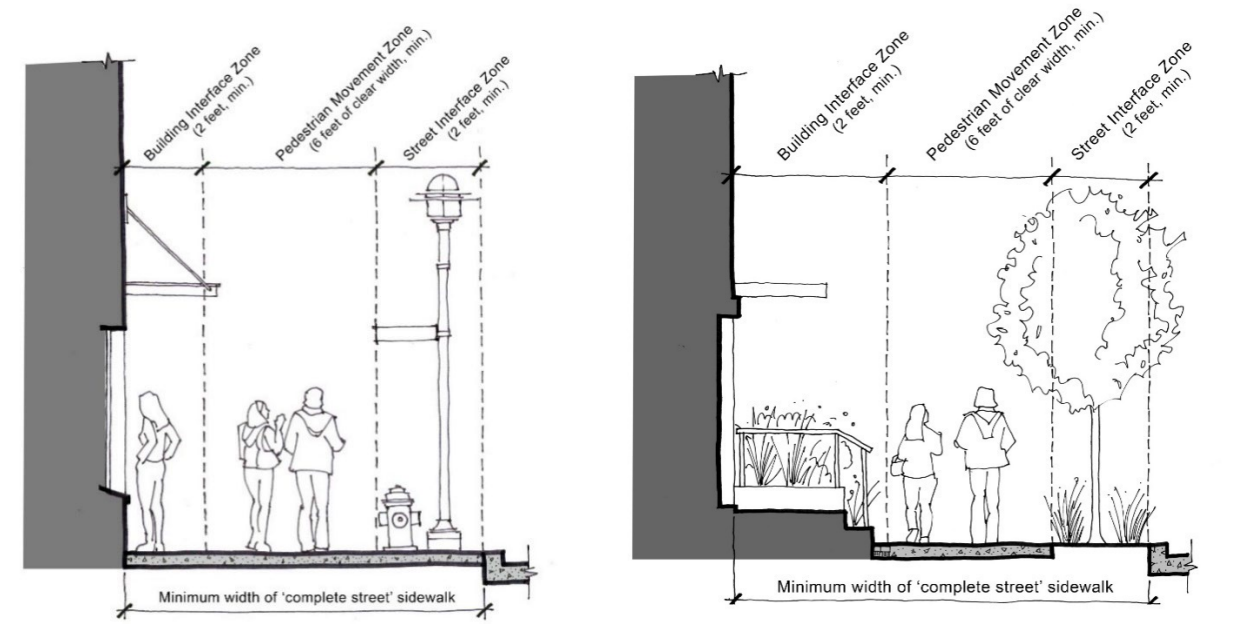 Building Interface Zone
(2 feet, min.)
Pedestrian Movement Zone
(6 feet of clear width, min.)
Street Interface Zone
(2 feet, min.)
Minimum width of ‘complete street’ sidewalk
Building Interface Zone
(2 feet, min.)
Pedestrian Movement Zone
(6 feet of clear width, min.)
Street Interface Zone
(2 feet, min.)
Minimum width of ‘complete street’ sidewalk